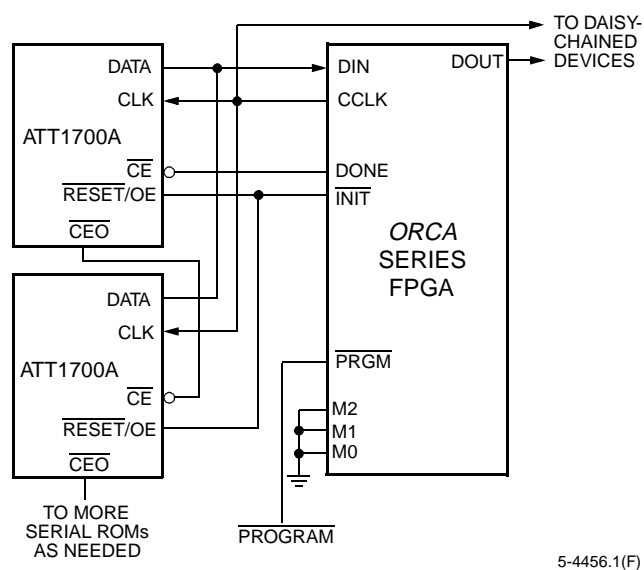 TO DAISY-
CHAINED
DEVICES
DATA
CLK
ATT1700A
CE
RESET/OE
CEO
DIN
DOUT
CCLK
DONE
INIT
ORCA
SERIES
FPGA
PRGM
M2
M1
M0
DATA
CLK
ATT1700A
CE
RESET/OE
CEO
TO MORE
SERIAL ROMs
AS NEEDED
PROGRAM
5-4456.1(F)